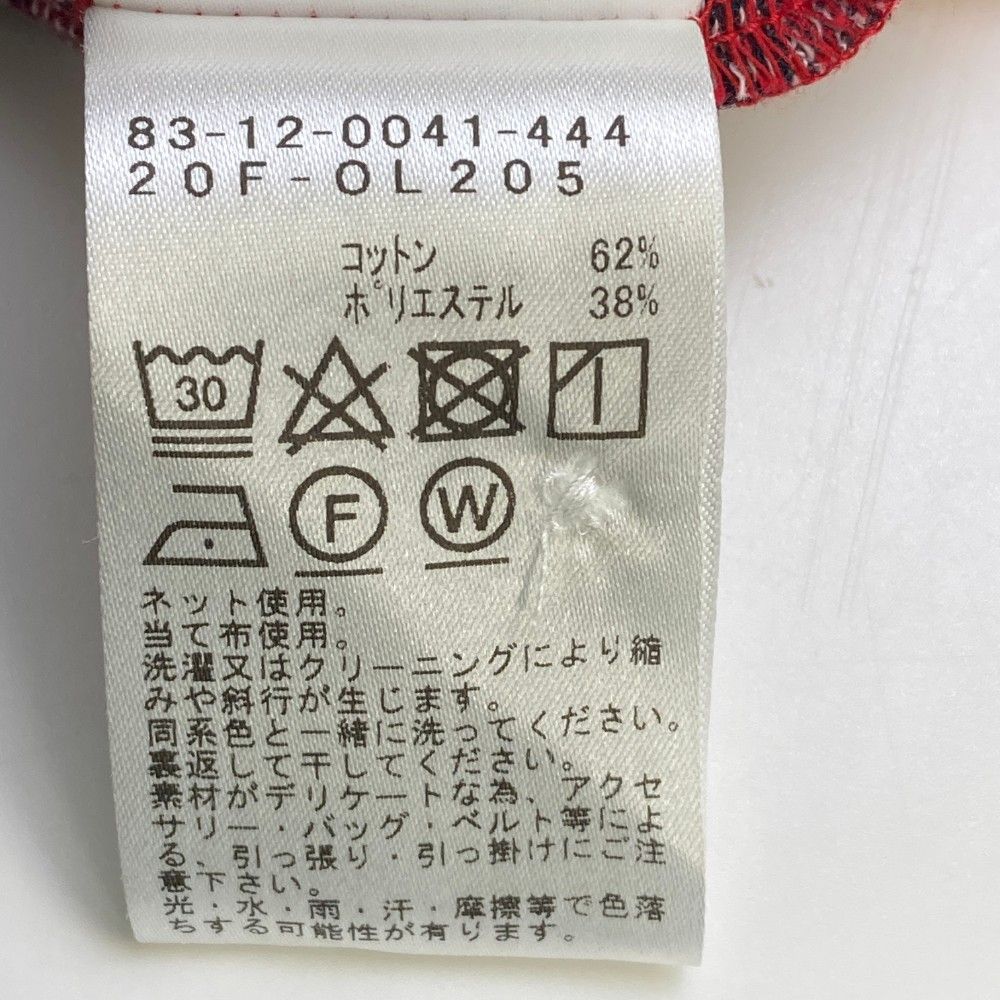 83-12-0041-444
20F-OL205
コットン 62%
ポリエステル 38%
30
F W
ネット使用。
当て布使用。
洗濯又はクリーニングにより縮
みや斜行が生じます。
同系色と一緒に洗ってください。
裏返して干してください。
素材がデリケートな為、アクセ
サリー・バッグ・ベルト等によ
る、引っ張り・引っ掛けにご注
意下さい。
光・水・雨・汗・摩擦等で色落
ちする可能性が有ります。